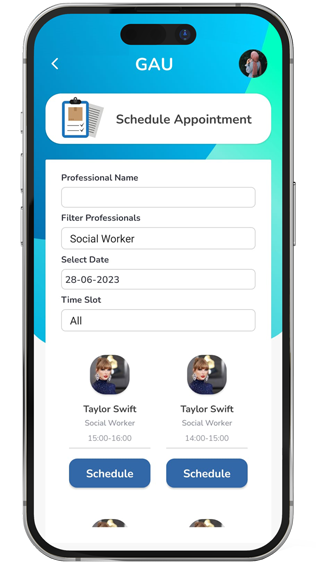 GAU
Schedule Appointment
Professional Name
Filter Professionals
Social Worker
Select Date
28-06-2023
Time Slot
All
Taylor Swift Taylor Swift
Social Worker Social Worker
15:00-16:00 14:00-15:00
Schedule Schedule